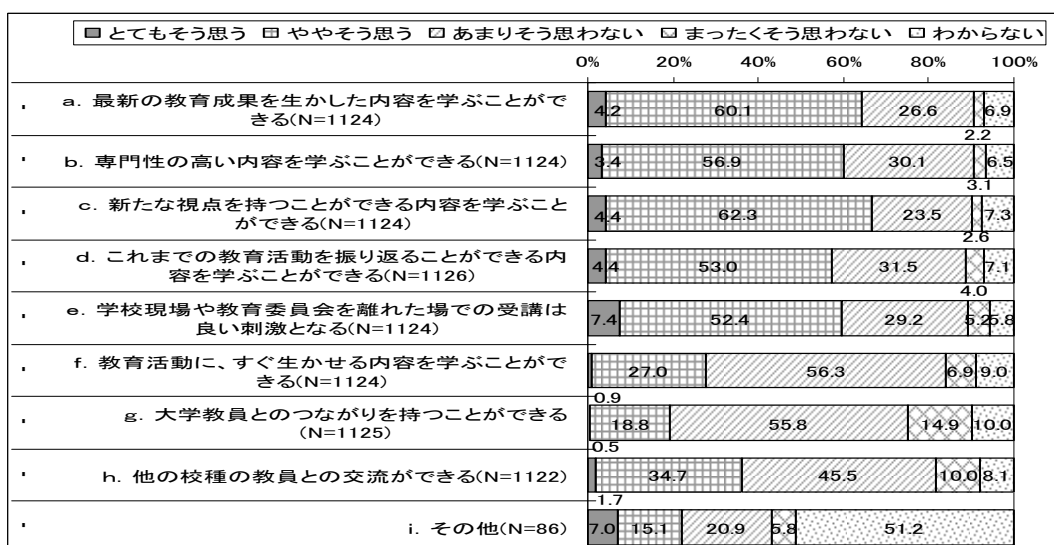 とてもそう思う ややそう思う あまりそう思わない まったくそう思わない わからない
0% 20% 40% 60% 80% 100%
a. 最新の教育成果を生かした内容を学ぶことがで
きる(N=1124)
4.2 60.1 26.6 6.9
2.2
b. 専門性の高い内容を学ぶことができる(N=1124)
3.4 56.9 30.1 6.5
3.1
c. 新たな視点を持つことができる内容を学ぶこと
ができる(N=1124)
4.4 62.3 23.5 7.3
2.6
d. これまでの教育活動を振り返ることができる内
容を学ぶことができる(N=1126)
4.4 53.0 31.5 7.1
4.0
e. 学校現場や教育委員会を離れた場での受講は
良い刺激となる(N=1124)
7.4 52.4 29.2 5.2 5.8
f. 教育活動に、すぐ生かせる内容を学ぶことがで
きる(N=1124)
27.0 56.3 6.9 9.0
0.9
g. 大学教員とのつながりを持つことができる
(N=1125)
18.8 55.8 14.9 10.0
0.5
h. 他の校種の教員との交流ができる(N=1122)
34.7 45.5 10.0 8.1
1.7
i. その他(N=86)
7.0 15.1 20.9 5.8 51.2